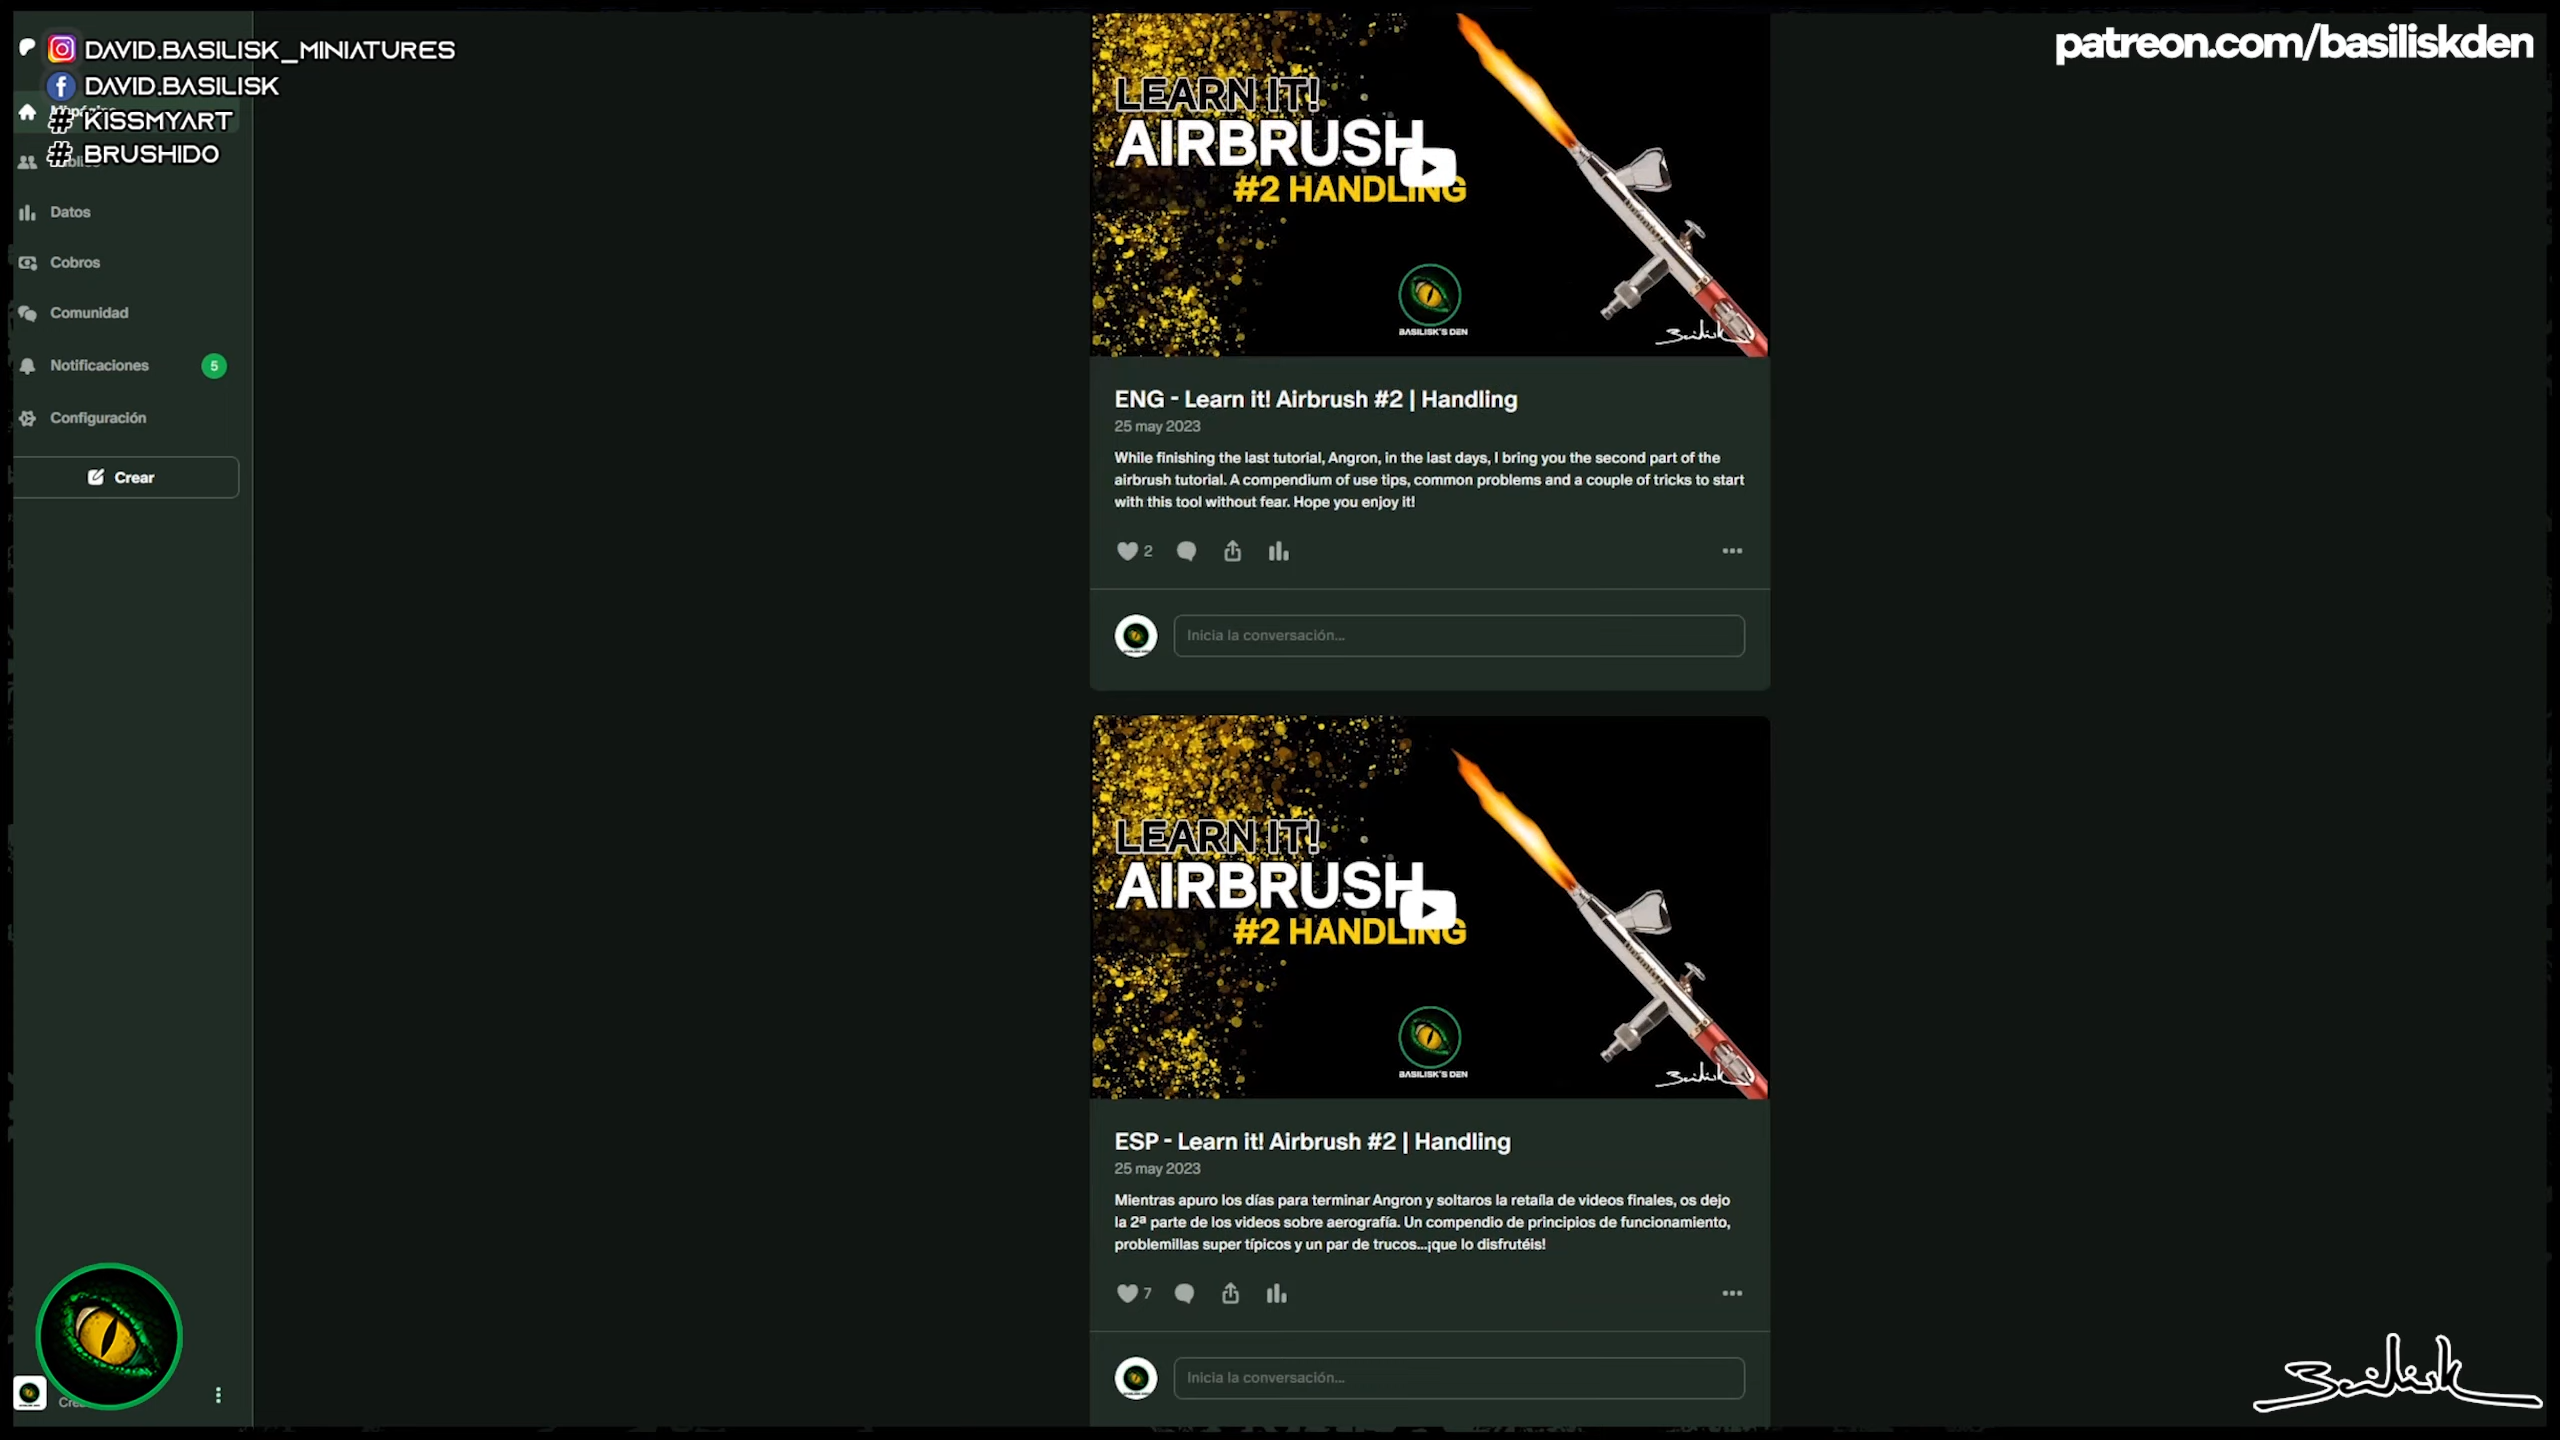 DAVID.BASILISK_MINIATURES
DAVID.BASILISK
# KISSMYART
# BRUSHIDO
Datos
Cobros
Comunidad
Notificaciones 5
Configuración
Crear
patreon.com/basiliskden
LEARN IT!
AIRBRUSH
#2 HANDLING
BASILISK'S DEN
Basilisk
ENG - Learn it! Airbrush #2 | Handling
25 may 2023
While finishing the last tutorial, Angron, in the last days, I bring you the second part of the
airbrush tutorial. A compendium of use tips, common problems and a couple of tricks to start
with this tool without fear. Hope you enjoy it!
2
Inicia la conversación...
LEARN IT!
AIRBRUSH
#2 HANDLING
BASILISK'S DEN
Basilisk
ESP - Learn it! Airbrush #2 | Handling
25 may 2023
Mientras apuro los días para terminar Angron y soltaros la retaíla de videos finales, os dejo
la 2ª parte de los videos sobre aerografía. Un compendio de principios de funcionamiento,
problemillas super típicos y un par de trucos...¡que lo disfrutéis!
7
Inicia la conversación...
Basilisk